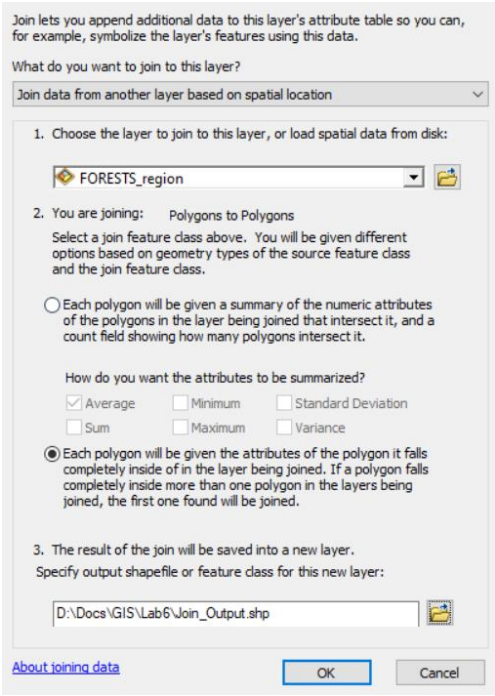 Join lets you append additional data to this layer's attribute table so you can,
for example, symbolize the layer's features using this data.
What do you want to join to this layer?
Join data from another layer based on spatial location
1. Choose the layer to join to this layer, or load spatial data from disk:
FORESTS_region
2. You are joining: Polygons to Polygons
Select a join feature class above. You will be given different
options based on geometry types of the source feature class
and the join feature class.
Each polygon will be given a summary of the numeric attributes
of the polygons in the layer being joined that intersect it, and a
count field showing how many polygons intersect it.
How do you want the attributes to be summarized?
Average Minimum Standard Deviation
Sum Maximum Variance
Each polygon will be given the attributes of the polygon it falls
completely inside of in the layer being joined. If a polygon falls
completely inside more than one polygon in the layers being
joined, the first one found will be joined.
3. The result of the join will be saved into a new layer.
Specify output shapefile or feature class for this new layer:
D:\Docs\GIS\Lab6\Join_Output.shp
About joining data
OK Cancel